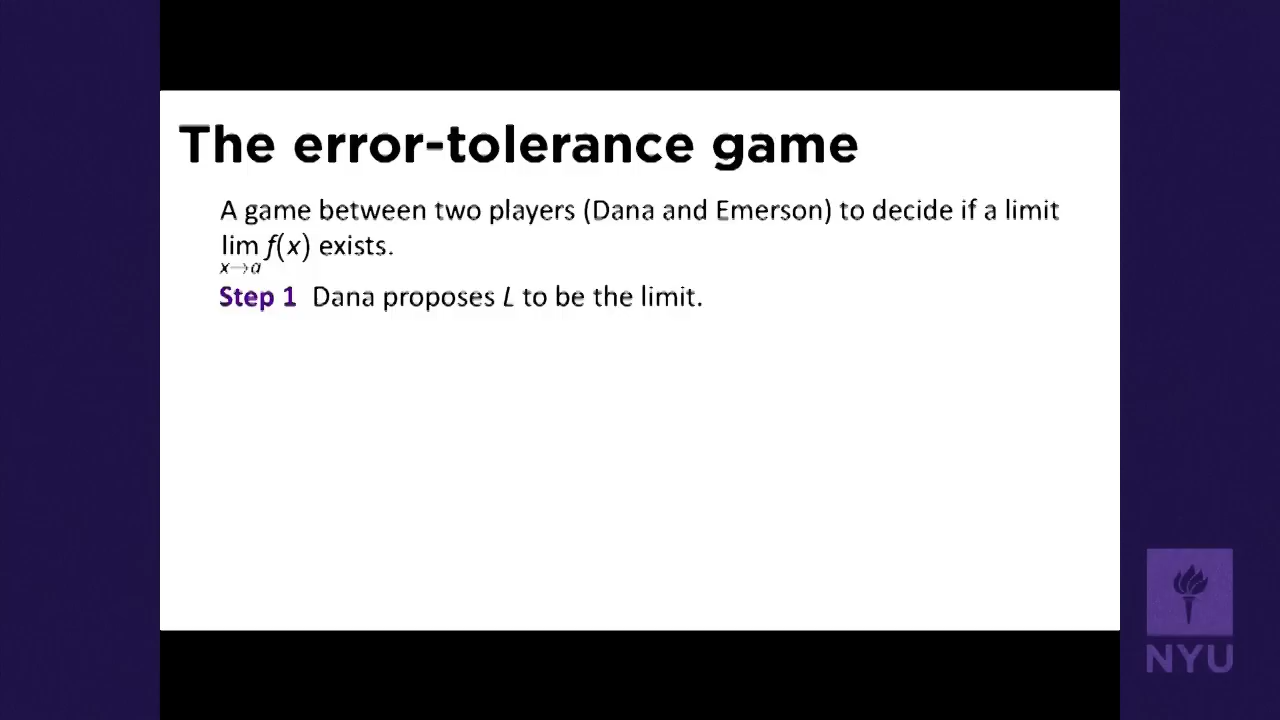 The error-tolerance game
A game between two players (Dana and Emerson) to decide if a limit
lim f(x) exists.
x→a
Step 1 Dana proposes L to be the limit.
NYU